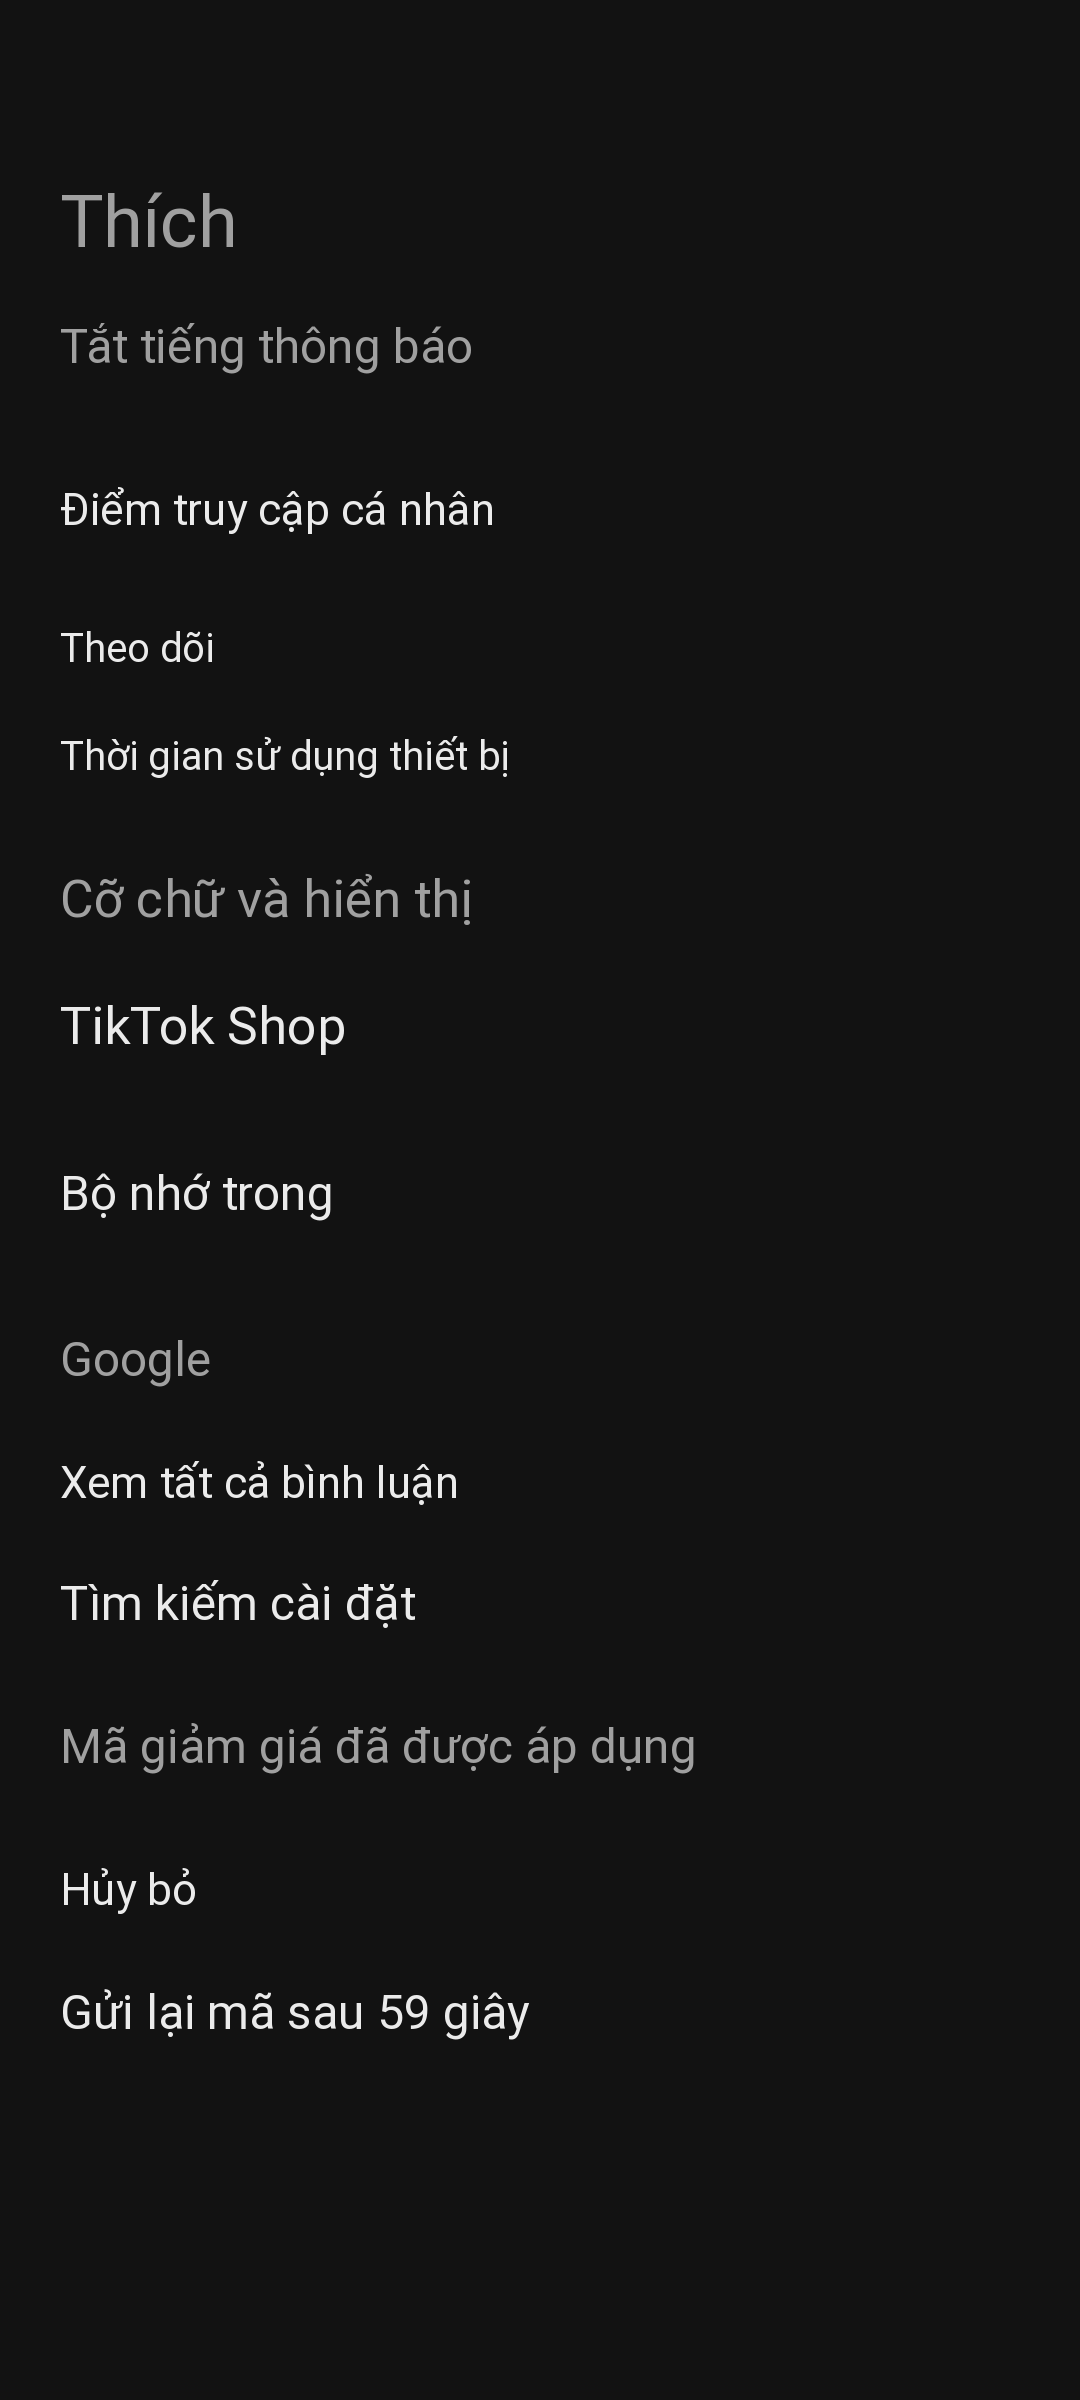 Thích
Tắt tiếng thông báo
Điểm truy cập cá nhân
Theo dõi
Thời gian sử dụng thiết bị
Cỡ chữ và hiển thị
TikTok Shop
Bộ nhớ trong
Google
Xem tất cả bình luận
Tìm kiếm cài đặt
Mã giảm giá đã được áp dụng
Hủy bỏ
Gửi lại mã sau 59 giây